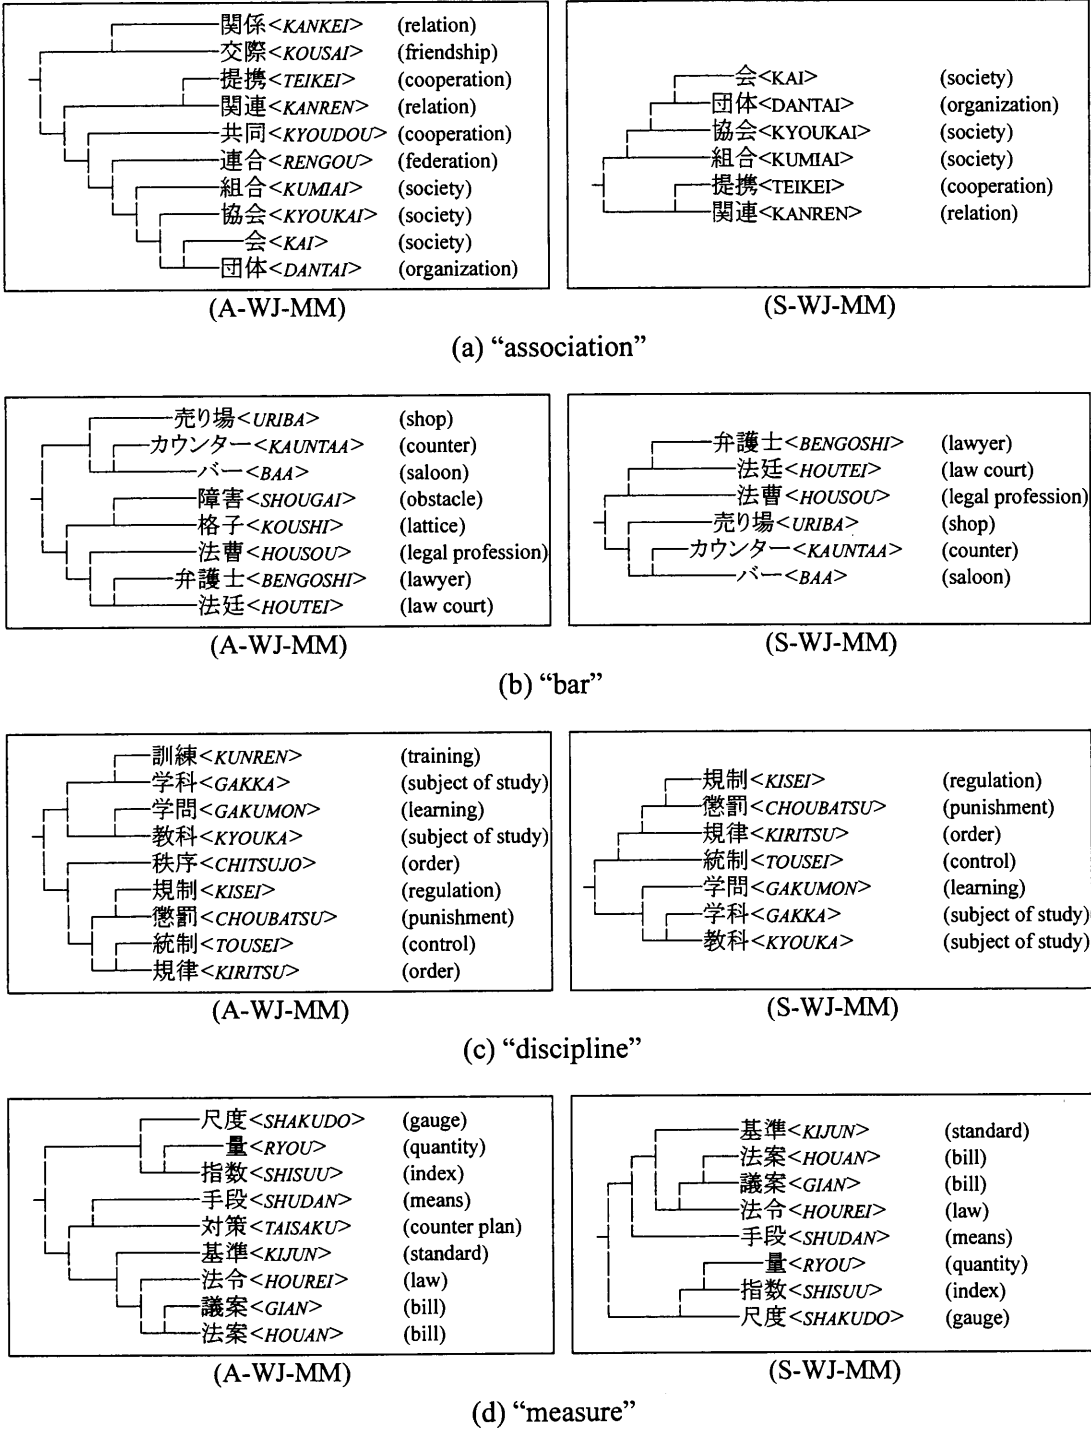 関係<KANKEI> (relation)
交際<KOUSAI> (friendship)
提携<TEIKEI> (cooperation)
関連<KANREN> (relation)
共同<KYOUDOU> (cooperation)
連合<RENGOU> (federation)
組合<KUMIAI> (society)
協会<KYOUKAI> (society)
会<KAI> (society)
団体<DANTAI> (organization)
(A-WJ-MM)
会<KAI> (society)
団体<DANTAI> (organization)
協会<KYOUKAI> (society)
組合<KUMIAI> (society)
提携<TEIKEI> (cooperation)
関連<KANREN> (relation)
(S-WJ-MM)
(a) “association”
売り場<URIBA> (shop)
カウンター<KAUNTAA> (counter)
バー<BAA> (saloon)
障害<SHOUGAI> (obstacle)
格子<KOUSHI> (lattice)
法曹<HOUSOU> (legal profession)
弁護士<BENGOSHI> (lawyer)
法廷<HOUTEI> (law court)
(A-WJ-MM)
弁護士<BENGOSHI> (lawyer)
法廷<HOUTEI> (law court)
法曹<HOUSOU> (legal profession)
売り場<URIBA> (shop)
カウンター<KAUNTAA> (counter)
バー<BAA> (saloon)
(S-WJ-MM)
(b) “bar”
訓練<KUNREN> (training)
学科<GAKKA> (subject of study)
学問<GAKUMON> (learning)
教科<KYOUKA> (subject of study)
秩序<CHITSUJO> (order)
規制<KISEI> (regulation)
懲罰<CHOUBATSU> (punishment)
統制<TOUSEI> (control)
規律<KIRITSU> (order)
(A-WJ-MM)
規制<KISEI> (regulation)
懲罰<CHOUBATSU> (punishment)
規律<KIRITSU> (order)
統制<TOUSEI> (control)
学問<GAKUMON> (learning)
学科<GAKKA> (subject of study)
教科<KYOUKA> (subject of study)
(S-WJ-MM)
(c) “discipline”
尺度<SHAKUDO> (gauge)
量<RYOU> (quantity)
指数<SHISUU> (index)
手段<SHUDAN> (means)
対策<TAISAKU> (counter plan)
基準<KIJUN> (standard)
法令<HOUREI> (law)
議案<GIAN> (bill)
法案<HOUAN> (bill)
(A-WJ-MM)
基準<KIJUN> (standard)
法案<HOUAN> (bill)
議案<GIAN> (bill)
法令<HOUREI> (law)
手段<SHUDAN> (means)
量<RYOU> (quantity)
指数<SHISUU> (index)
尺度<SHAKUDO> (gauge)
(S-WJ-MM)
(d) “measure”